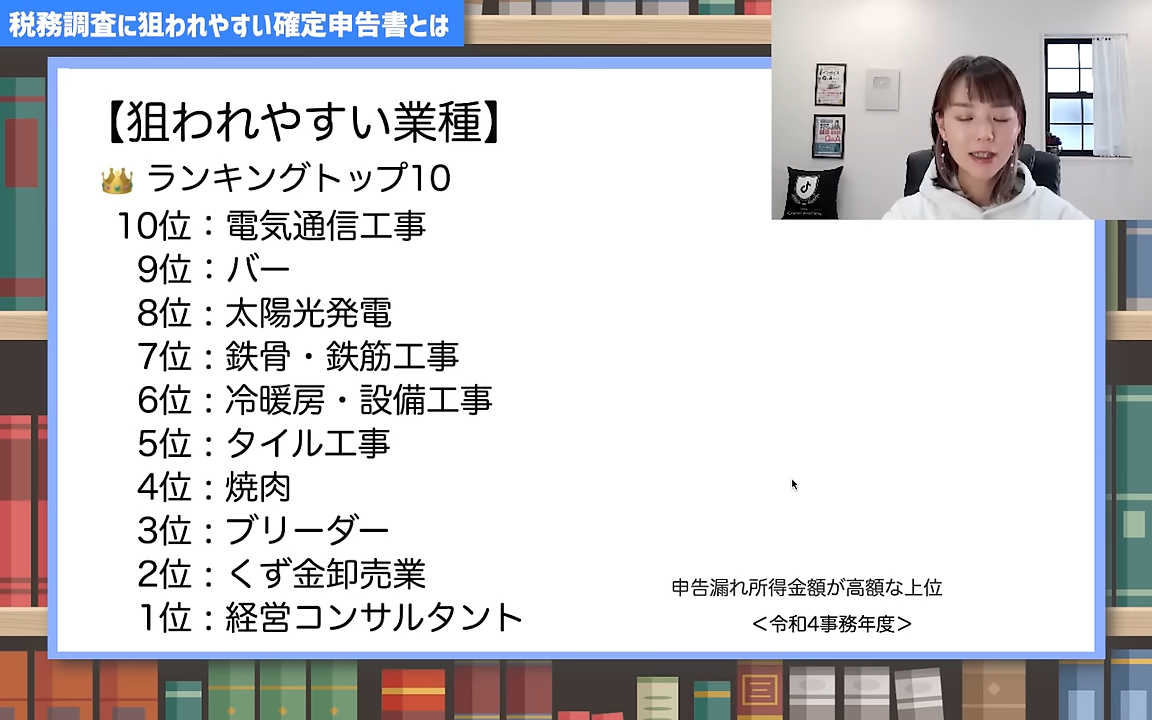 税務調査に狙われやすい確定申告書とは
【狙われやすい業種】
ランキングトップ10
10位：電気通信工事
9位：バー
8位：太陽光発電
7位：鉄骨・鉄筋工事
6位：冷暖房・設備工事
5位：タイル工事
4位：焼肉
3位：ブリーダー
2位：くず金卸売業
1位：経営コンサルタント
申告漏れ所得金額が高額な上位
＜令和4事務年度＞